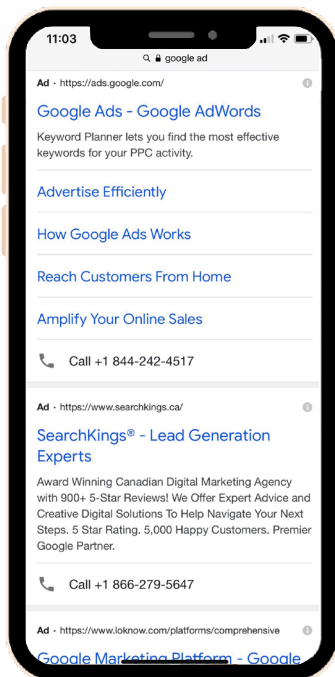 11:03
google ad
Ad · https://ads.google.com/
Google Ads - Google AdWords
Keyword Planner lets you find the most effective
keywords for your PPC activity.
Advertise Efficiently
How Google Ads Works
Reach Customers From Home
Amplify Your Online Sales
Call +1 844-242-4517
Ad · https://www.searchkings.ca/
SearchKings® - Lead Generation
Experts
Award Winning Canadian Digital Marketing Agency
with 900+ 5-Star Reviews! We Offer Expert Advice and
Creative Digital Solutions To Help Navigate Your Next
Steps. 5 Star Rating. 5,000 Happy Customers. Premier
Google Partner.
Call +1 866-279-5647
Ad · https://www.loknow.com/platforms/comprehensive
Google Marketing Platform - Google